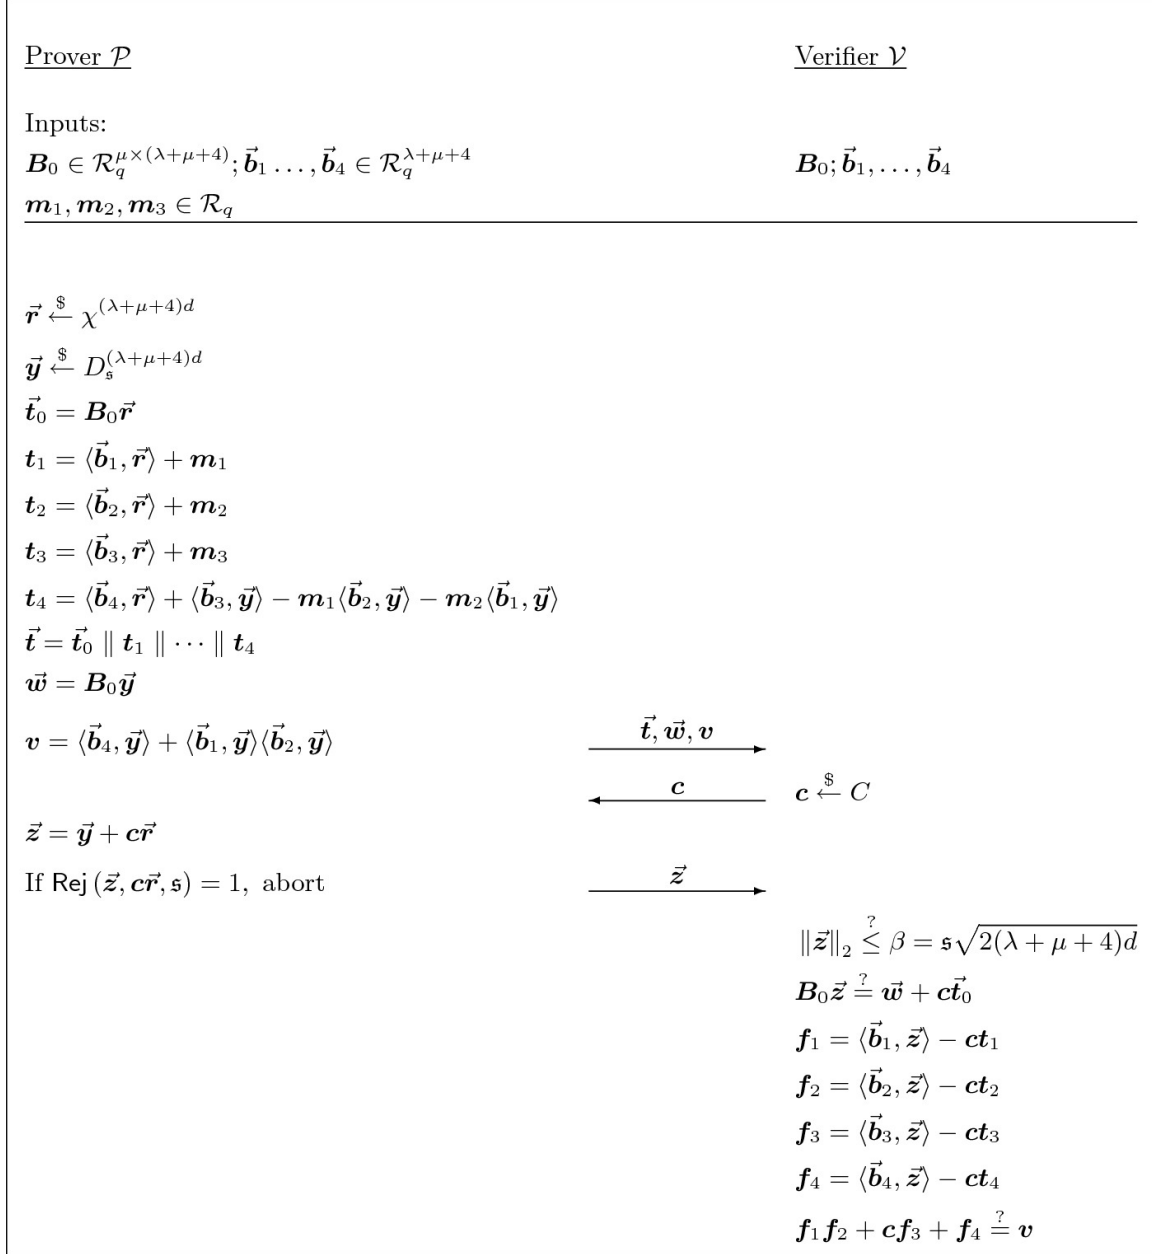 Prover 𝒫 Verifier 𝒱
Inputs:
𝑩₀ ∈ ℛ_q^{μ×(λ+μ+4)}; 𝒃⃗₁ …, 𝒃⃗₄ ∈ ℛ_q^{λ+μ+4} 𝑩₀; 𝒃⃗₁, …, 𝒃⃗₄
𝒎₁, 𝒎₂, 𝒎₃ ∈ ℛ_q
𝒓⃗ ←^{$} χ^{(λ+μ+4)d}
𝒚⃗ ←^{$} D_𝔰^{(λ+μ+4)d}
𝒕⃗₀ = 𝑩₀𝒓⃗
𝒕₁ = ⟨𝒃⃗₁, 𝒓⃗⟩ + 𝒎₁
𝒕₂ = ⟨𝒃⃗₂, 𝒓⃗⟩ + 𝒎₂
𝒕₃ = ⟨𝒃⃗₃, 𝒓⃗⟩ + 𝒎₃
𝒕₄ = ⟨𝒃⃗₄, 𝒓⃗⟩ + ⟨𝒃⃗₃, 𝒚⃗⟩ − 𝒎₁⟨𝒃⃗₂, 𝒚⃗⟩ − 𝒎₂⟨𝒃⃗₁, 𝒚⃗⟩
𝒕⃗ = 𝒕⃗₀ ∥ 𝒕₁ ∥ ⋯ ∥ 𝒕₄
𝒘⃗ = 𝑩₀𝒚⃗
𝒗 = ⟨𝒃⃗₄, 𝒚⃗⟩ + ⟨𝒃⃗₁, 𝒚⃗⟩⟨𝒃⃗₂, 𝒚⃗⟩ 𝒕⃗, 𝒘⃗, 𝒗
𝒄 𝒄 ←^{$} C
𝒛⃗ = 𝒚⃗ + 𝒄𝒓⃗
If Rej (𝒛⃗, 𝒄𝒓⃗, 𝔰) = 1, abort 𝒛⃗
‖𝒛⃗‖₂ ≤^{?} β = 𝔰√(2(λ + μ + 4)d)
𝑩₀𝒛⃗ =^{?} 𝒘⃗ + 𝒄𝒕⃗₀
𝒇₁ = ⟨𝒃⃗₁, 𝒛⃗⟩ − 𝒄𝒕₁
𝒇₂ = ⟨𝒃⃗₂, 𝒛⃗⟩ − 𝒄𝒕₂
𝒇₃ = ⟨𝒃⃗₃, 𝒛⃗⟩ − 𝒄𝒕₃
𝒇₄ = ⟨𝒃⃗₄, 𝒛⃗⟩ − 𝒄𝒕₄
𝒇₁𝒇₂ + 𝒄𝒇₃ + 𝒇₄ =^{?} 𝒗